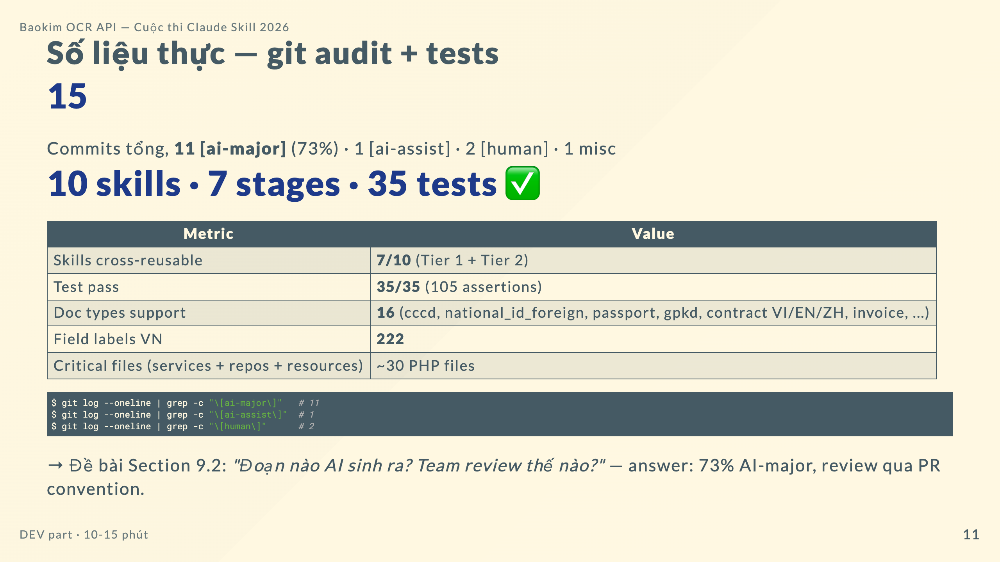 Baokim OCR API — Cuộc thi Claude Skill 2026
Số liệu thực — git audit + tests
15
Commits tổng, 11 [ai-major] (73%) · 1 [ai-assist] · 2 [human] · 1 misc
10 skills · 7 stages · 35 tests ✅
Metric Value
Skills cross-reusable 7/10 (Tier 1 + Tier 2)
Test pass 35/35 (105 assertions)
Doc types support 16 (cccd, national_id_foreign, passport, gpkd, contract VI/EN/ZH, invoice, ...)
Field labels VN 222
Critical files (services + repos + resources) ~30 PHP files
$ git log --oneline | grep -c "\[ai-major\]"   # 11
$ git log --oneline | grep -c "\[ai-assist\]"  # 1
$ git log --oneline | grep -c "\[human\]"      # 2
→ Đề bài Section 9.2: "Đoạn nào AI sinh ra? Team review thế nào?" — answer: 73% AI-major, review qua PR
convention.
DEV part · 10-15 phút
11